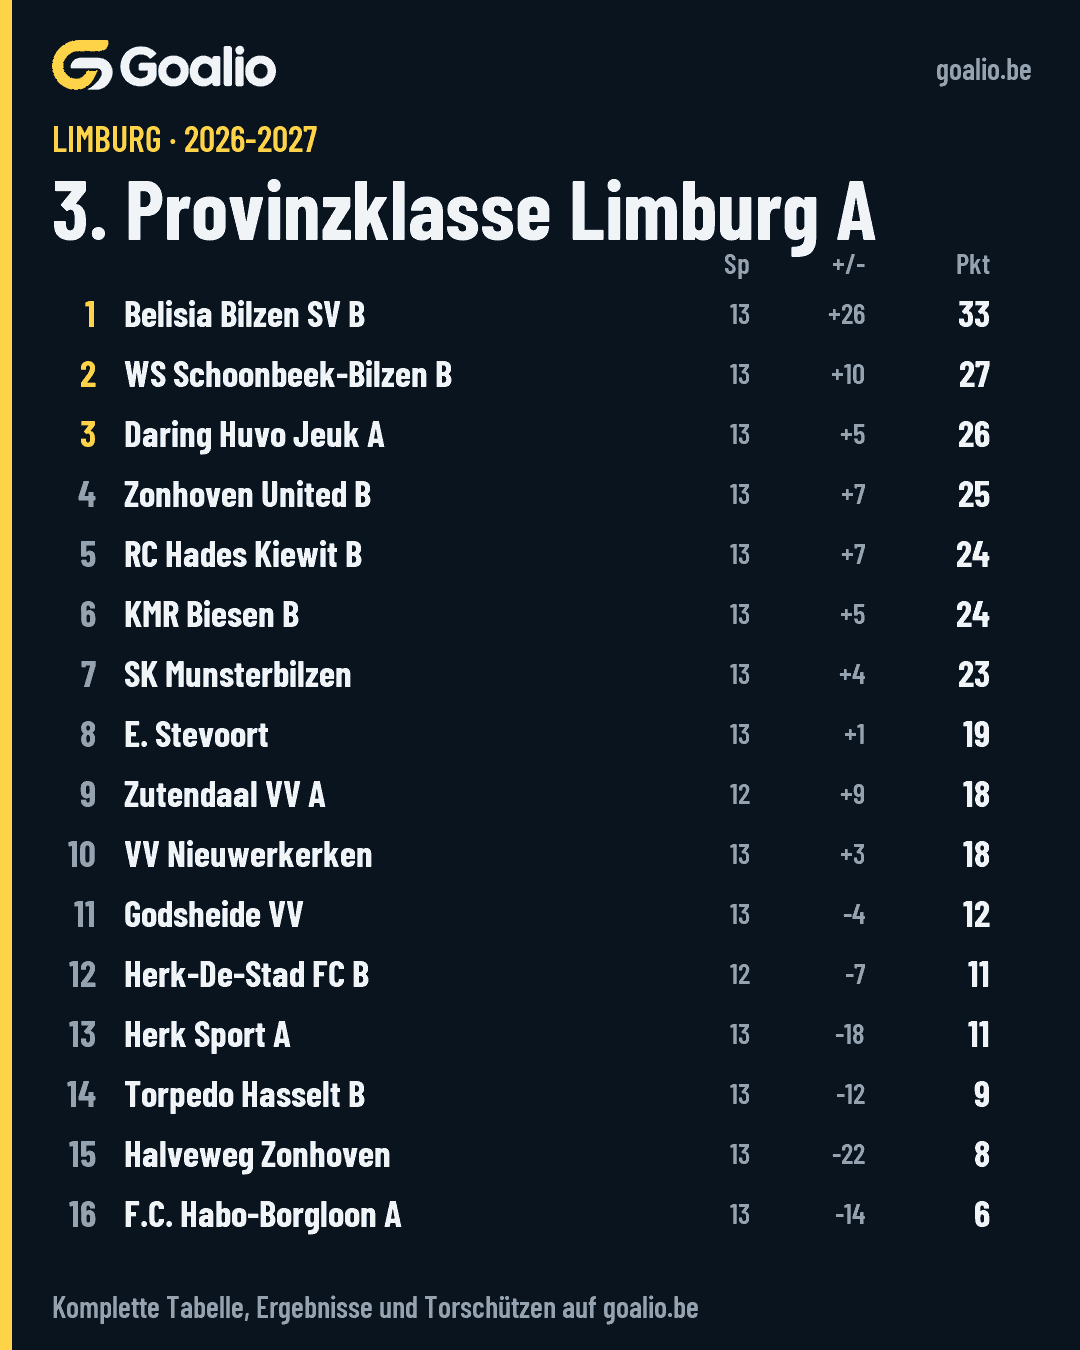 Goalio
goalio.be
LIMBURG · 2026-2027
3. Provinzklasse Limburg A
Sp +/- Pkt
1 Belisia Bilzen SV B 13 +26 33
2 WS Schoonbeek-Bilzen B 13 +10 27
3 Daring Huvo Jeuk A 13 +5 26
4 Zonhoven United B 13 +7 25
5 RC Hades Kiewit B 13 +7 24
6 KMR Biesen B 13 +5 24
7 SK Munsterbilzen 13 +4 23
8 E. Stevoort 13 +1 19
9 Zutendaal VV A 12 +9 18
10 VV Nieuwerkerken 13 +3 18
11 Godsheide VV 13 -4 12
12 Herk-De-Stad FC B 12 -7 11
13 Herk Sport A 13 -18 11
14 Torpedo Hasselt B 13 -12 9
15 Halveweg Zonhoven 13 -22 8
16 F.C. Habo-Borgloon A 13 -14 6
Komplette Tabelle, Ergebnisse und Torschützen auf goalio.be